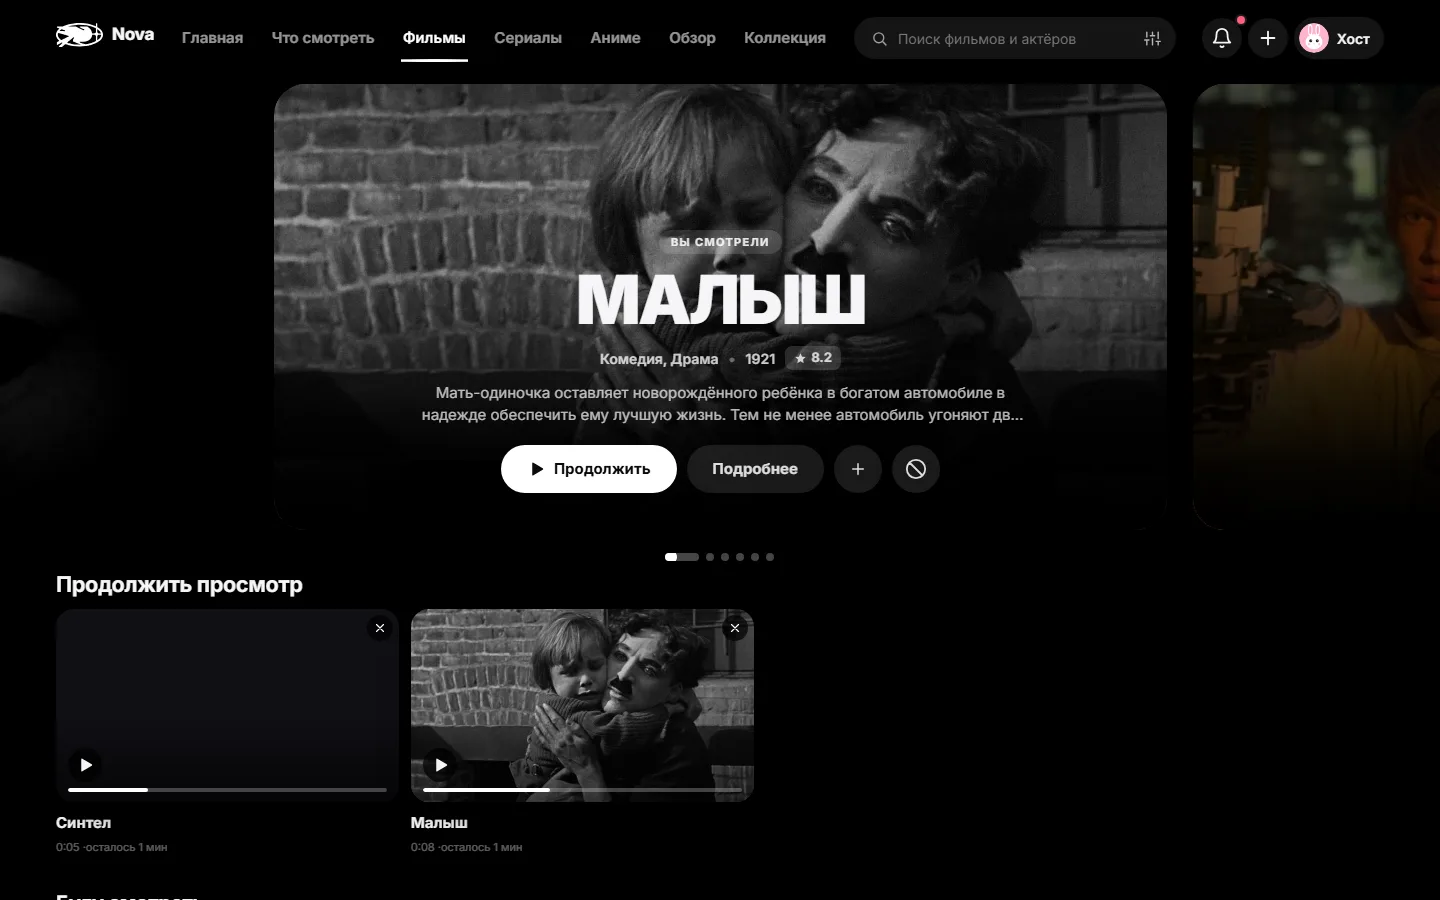 Nova
Главная
Что смотреть
Фильмы
Сериалы
Аниме
Обзор
Коллекция
Поиск фильмов и актёров
Хост
ВЫ СМОТРЕЛИ
МАЛЫШ
Комедия, Драма • 1921 ★ 8.2
Мать-одиночка оставляет новорождённого ребёнка в богатом автомобиле в
надежде обеспечить ему лучшую жизнь. Тем не менее автомобиль угоняют дв...
Продолжить
Подробнее
Продолжить просмотр
Синтел
0:05 ·осталось 1 мин
Малыш
0:08 ·осталось 1 мин